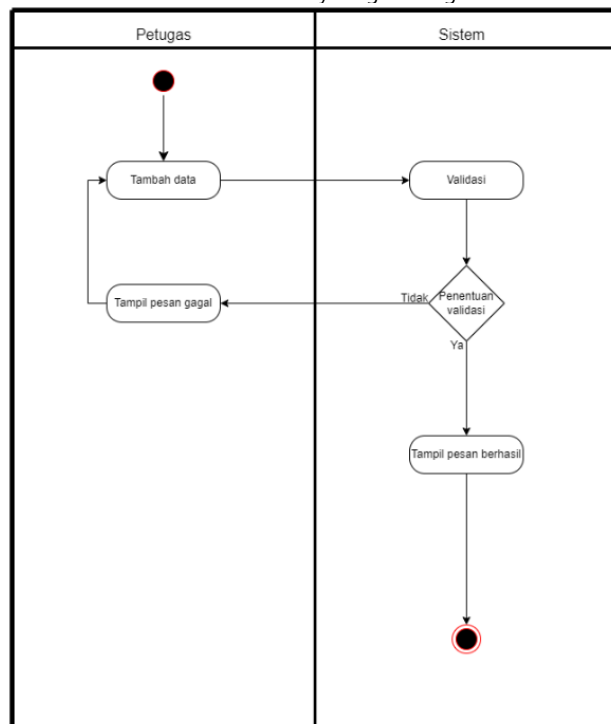 Petugas
Sistem
Tambah data
Validasi
Tampil pesan gagal
Tidak
Penentuan
validasi
Ya
Tampil pesan berhasil